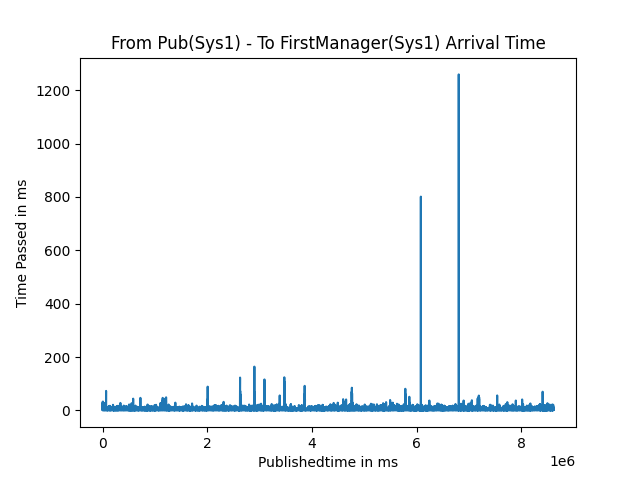 From Pub(Sys1) - To FirstManager(Sys1) Arrival Time
1200
1000
800
600
400
200
0
Time Passed in ms
0 2 4 6 8
1e6
Publishedtime in ms